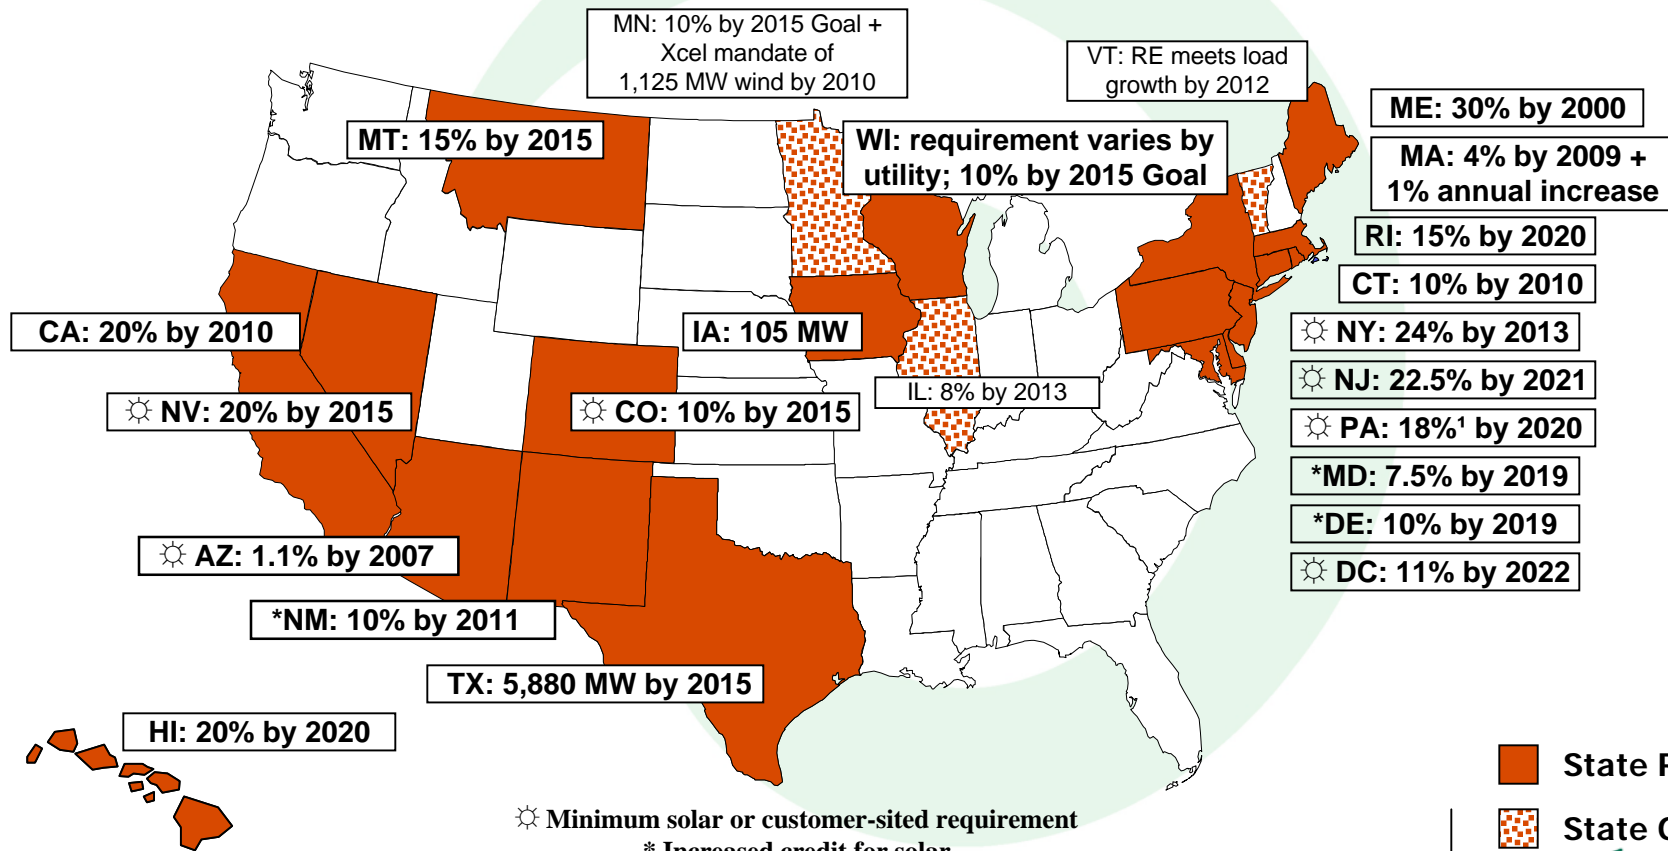 MN: 10% by 2015 Goal +
Xcel mandate of
1,125 MW wind by 2010
VT: RE meets load
growth by 2012
ME: 30% by 2000
MT: 15% by 2015
WI: requirement varies by
utility; 10% by 2015 Goal
MA: 4% by 2009 +
1% annual increase
RI: 15% by 2020
CT: 10% by 2010
CA: 20% by 2010
IA: 105 MW
☼ NY: 24% by 2013
☼ NJ: 22.5% by 2021
IL: 8% by 2013
☼ NV: 20% by 2015
☼ CO: 10% by 2015
☼ PA: 18%¹ by 2020
*MD: 7.5% by 2019
*DE: 10% by 2019
☼ AZ: 1.1% by 2007
☼ DC: 11% by 2022
*NM: 10% by 2011
TX: 5,880 MW by 2015
HI: 20% by 2020
State
☼ Minimum solar or customer-sited requirement
State
* Increased credit for solar